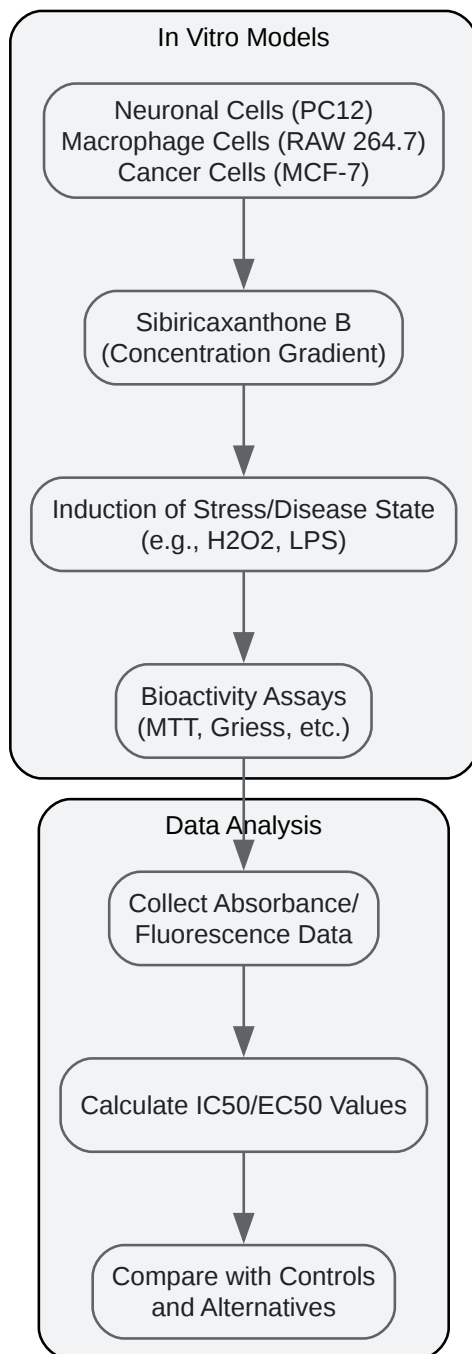 In Vitro Models
Neuronal Cells (PC12)
Macrophage Cells (RAW 264.7)
Cancer Cells (MCF-7)
Sibiricaxanthone B
(Concentration Gradient)
Induction of Stress/Disease State
(e.g., H2O2, LPS)
Bioactivity Assays
(MTT, Griess, etc.)
Data Analysis
Collect Absorbance/
Fluorescence Data
Calculate IC50/EC50 Values
Compare with Controls
and Alternatives